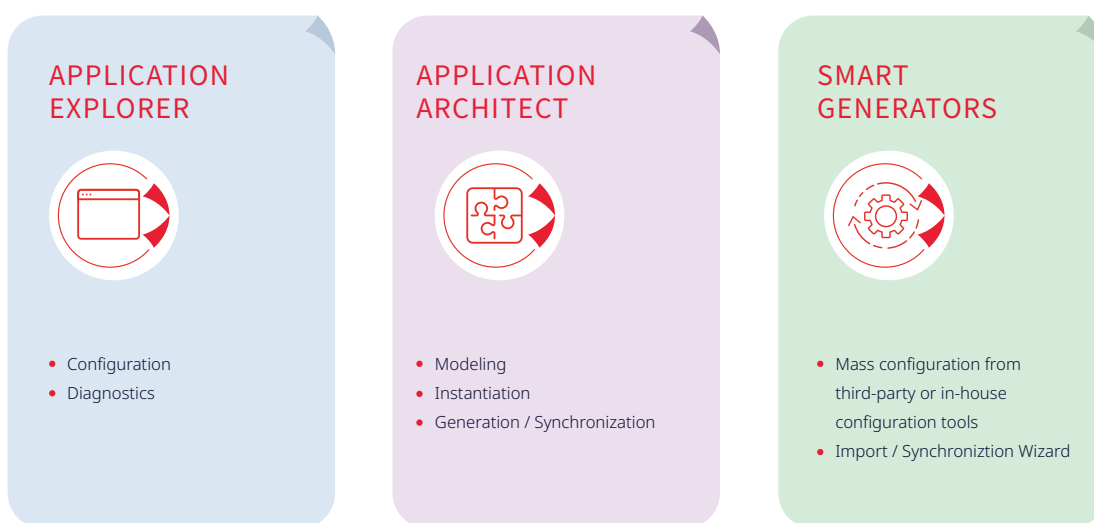 APPLICATION
EXPLORER
• Configuration
• Diagnostics
APPLICATION
ARCHITECT
• Modeling
• Instantiation
• Generation / Synchronization
SMART
GENERATORS
• Mass configuration from
third-party or in-house
configuration tools
• Import / Synchroniztion Wizard